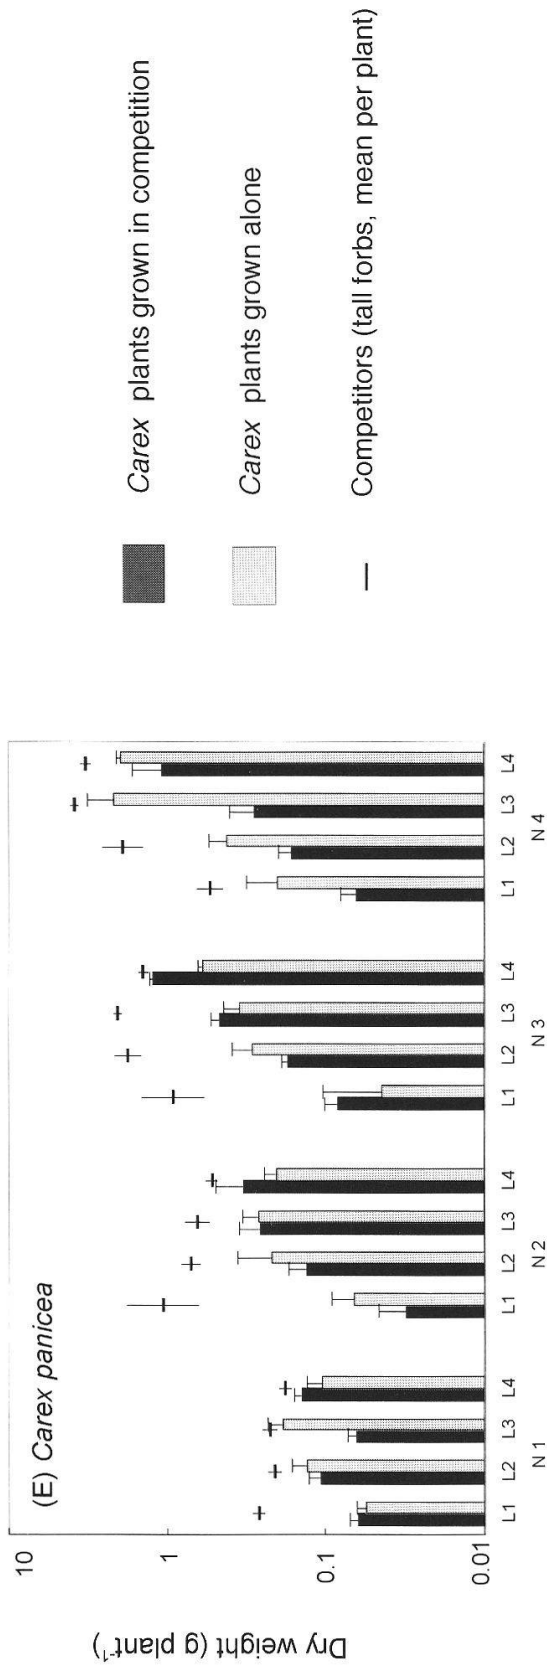 (E) Carex panicea
Dry weight (g plant⁻¹)
10
1
0.1
0.01
L1 L2 L3 L4 L1 L2 L3 L4 L1 L2 L3 L4 L1 L2 L3 L4
N1 N2 N3 N4
Carex plants grown in competition
Carex plants grown alone
Competitors (tall forbs, mean per plant)